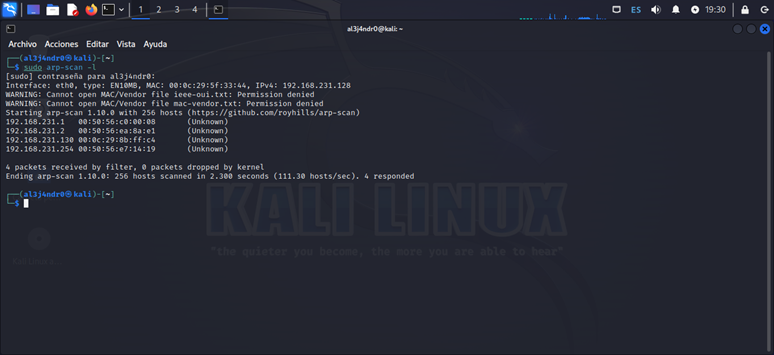 1 2 3 4 ES 19:30
al3j4ndr0@kali: ~
Archivo Acciones Editar Vista Ayuda
(al3j4ndr0㉿kali)-[~]
$ sudo arp-scan -l
[sudo] contraseña para al3j4ndr0:
Interface: eth0, type: EN10MB, MAC: 00:0c:29:5f:33:44, IPv4: 192.168.231.128
WARNING: Cannot open MAC/Vendor file ieee-oui.txt: Permission denied
WARNING: Cannot open MAC/Vendor file mac-vendor.txt: Permission denied
Starting arp-scan 1.10.0 with 256 hosts (https://github.com/royhills/arp-scan)
192.168.231.1 00:50:56:c0:00:08 (Unknown)
192.168.231.2 00:50:56:ea:8a:e1 (Unknown)
192.168.231.130 00:0c:29:8b:ff:c4 (Unknown)
192.168.231.254 00:50:56:e7:14:19 (Unknown)
4 packets received by filter, 0 packets dropped by kernel
Ending arp-scan 1.10.0: 256 hosts scanned in 2.300 seconds (111.30 hosts/sec). 4 responded
(al3j4ndr0㉿kali)-[~]
$
KALI LINUX
"the quieter you become, the more you are able to hear"